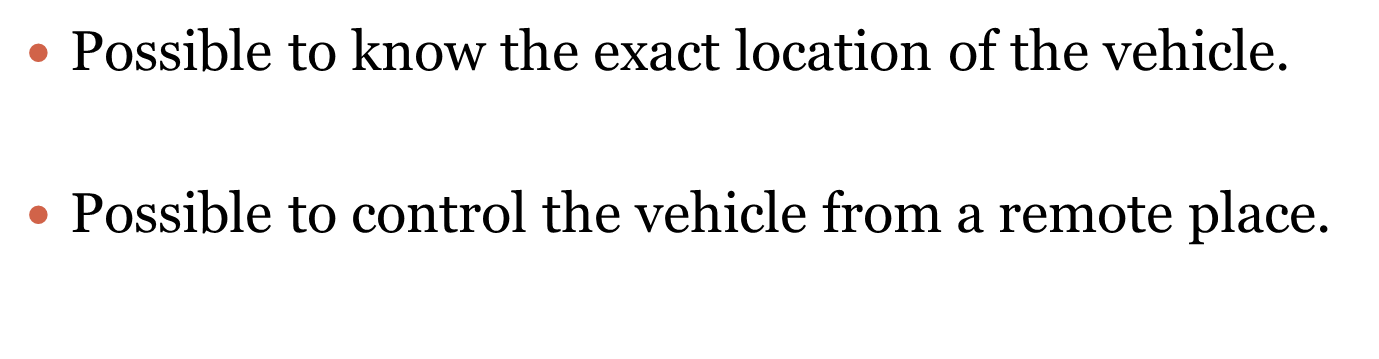 • Possible to know the exact location of the vehicle.
• Possible to control the vehicle from a remote place.